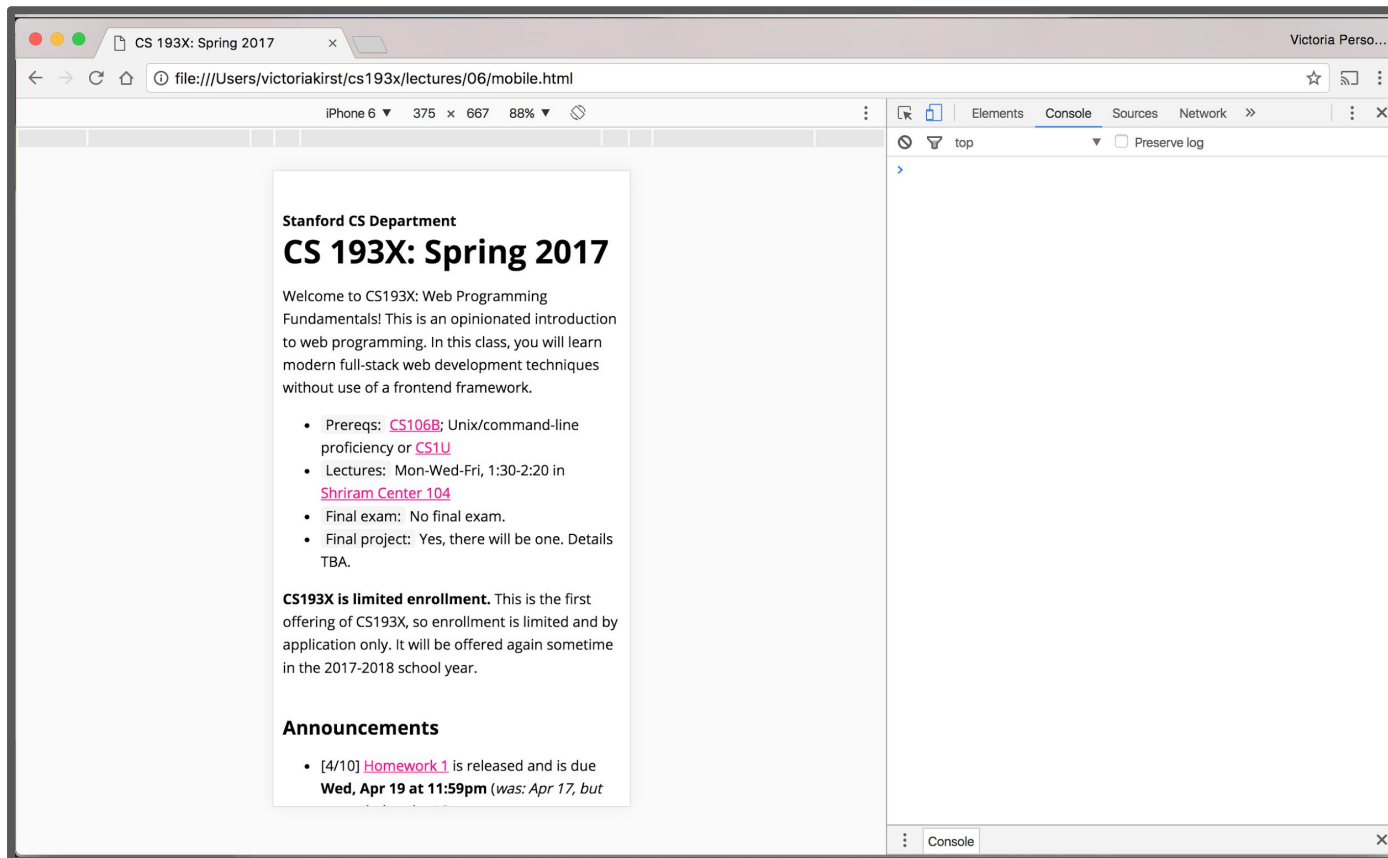 CS 193X: Spring 2017
Victoria Perso...
file:///Users/victoriakirst/cs193x/lectures/06/mobile.html
iPhone 6 ▼ 375 × 667 88% ▼
Elements Console Sources Network »
top ▼ Preserve log
>
Stanford CS Department
CS 193X: Spring 2017
Welcome to CS193X: Web Programming
Fundamentals! This is an opinionated introduction
to web programming. In this class, you will learn
modern full-stack web development techniques
without use of a frontend framework.
• Prereqs: CS106B; Unix/command-line
proficiency or CS1U
• Lectures: Mon-Wed-Fri, 1:30-2:20 in
Shriram Center 104
• Final exam: No final exam.
• Final project: Yes, there will be one. Details
TBA.
CS193X is limited enrollment. This is the first
offering of CS193X, so enrollment is limited and by
application only. It will be offered again sometime
in the 2017-2018 school year.
Announcements
• [4/10] Homework 1 is released and is due
Wed, Apr 19 at 11:59pm (was: Apr 17, but
Console